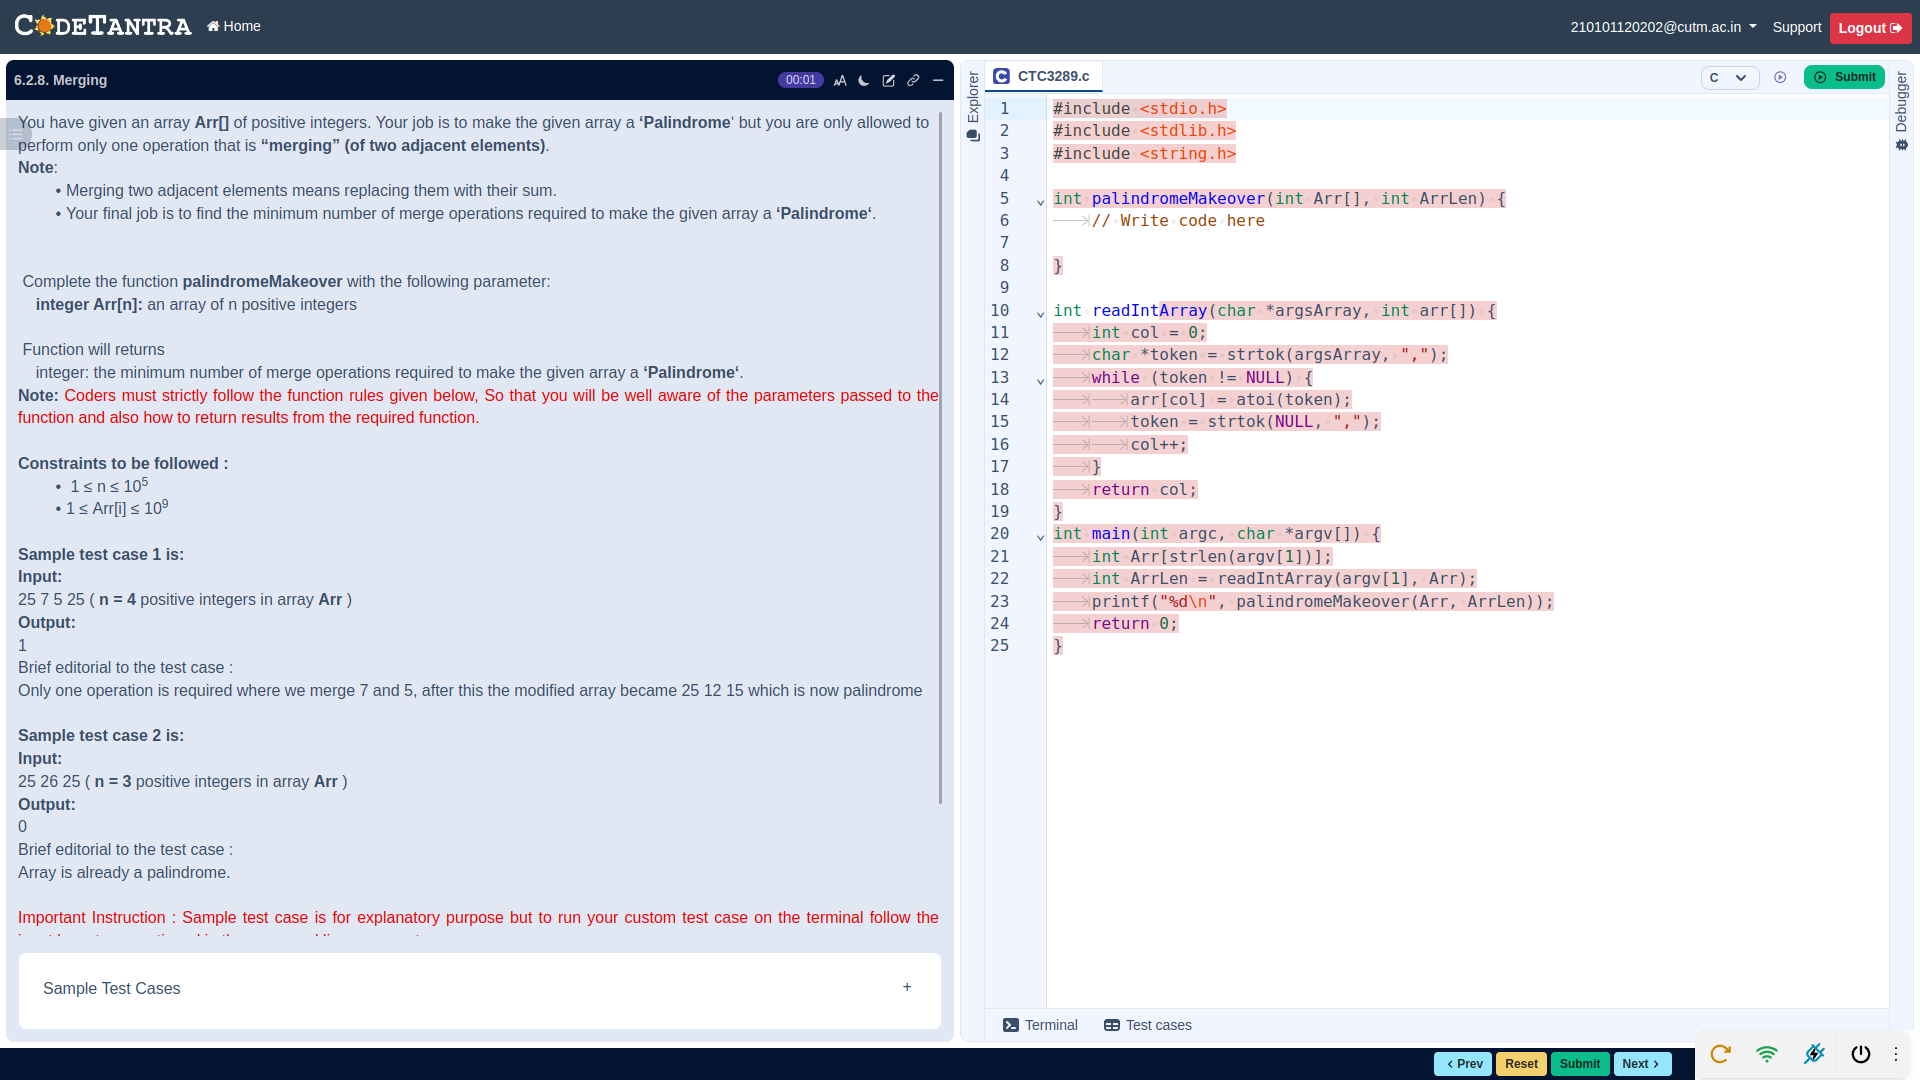 CODETANTRA Home 210101120202@cutm.ac.in Support Logout
6.2.8. Merging 00:01
You have given an array Arr[] of positive integers. Your job is to make the given array a ‘Palindrome‘ but you are only allowed to
perform only one operation that is “merging” (of two adjacent elements).
Note:
• Merging two adjacent elements means replacing them with their sum.
• Your final job is to find the minimum number of merge operations required to make the given array a ‘Palindrome‘.
Complete the function palindromeMakeover with the following parameter:
integer Arr[n]: an array of n positive integers
Function will returns
integer: the minimum number of merge operations required to make the given array a ‘Palindrome‘.
Note: Coders must strictly follow the function rules given below, So that you will be well aware of the parameters passed to the
function and also how to return results from the required function.
Constraints to be followed :
• 1 ≤ n ≤ 10^5
• 1 ≤ Arr[i] ≤ 10^9
Sample test case 1 is:
Input:
25 7 5 25 ( n = 4 positive integers in array Arr )
Output:
1
Brief editorial to the test case :
Only one operation is required where we merge 7 and 5, after this the modified array became 25 12 15 which is now palindrome
Sample test case 2 is:
Input:
25 26 25 ( n = 3 positive integers in array Arr )
Output:
0
Brief editorial to the test case :
Array is already a palindrome.
Important Instruction : Sample test case is for explanatory purpose but to run your custom test case on the terminal follow the
Sample Test Cases +
Explorer
CTC3289.c C Submit
1 #include <stdio.h>
2 #include <stdlib.h>
3 #include <string.h>
4
5 int palindromeMakeover(int Arr[], int ArrLen) {
6 // Write code here
7
8 }
9
10 int readIntArray(char *argsArray, int arr[]) {
11 int col = 0;
12 char *token = strtok(argsArray, ",");
13 while (token != NULL) {
14 arr[col] = atoi(token);
15 token = strtok(NULL, ",");
16 col++;
17 }
18 return col;
19 }
20 int main(int argc, char *argv[]) {
21 int Arr[strlen(argv[1])];
22 int ArrLen = readIntArray(argv[1], Arr);
23 printf("%d\n", palindromeMakeover(Arr, ArrLen));
24 return 0;
25 }
Debugger
Terminal Test cases
Prev Reset Submit Next